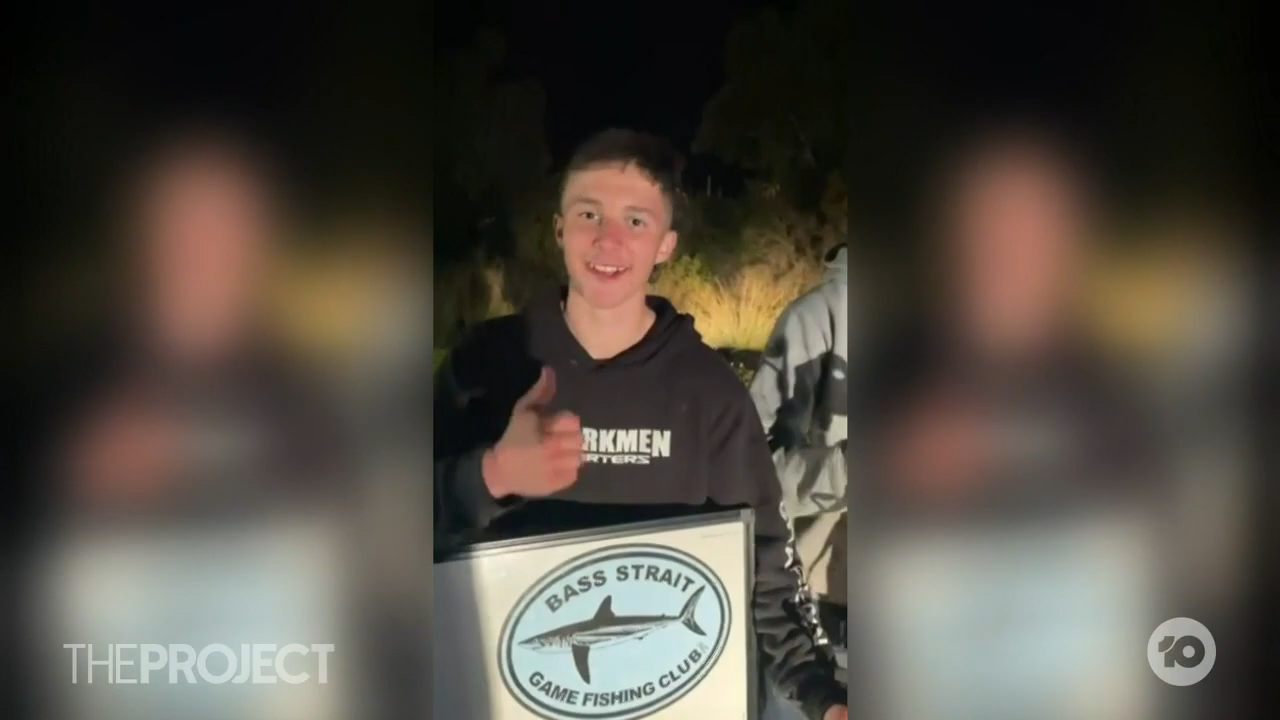 RKMEN
RTERS
BASS STRAIT
GAME FISHING CLUB
THEPROJECT
10